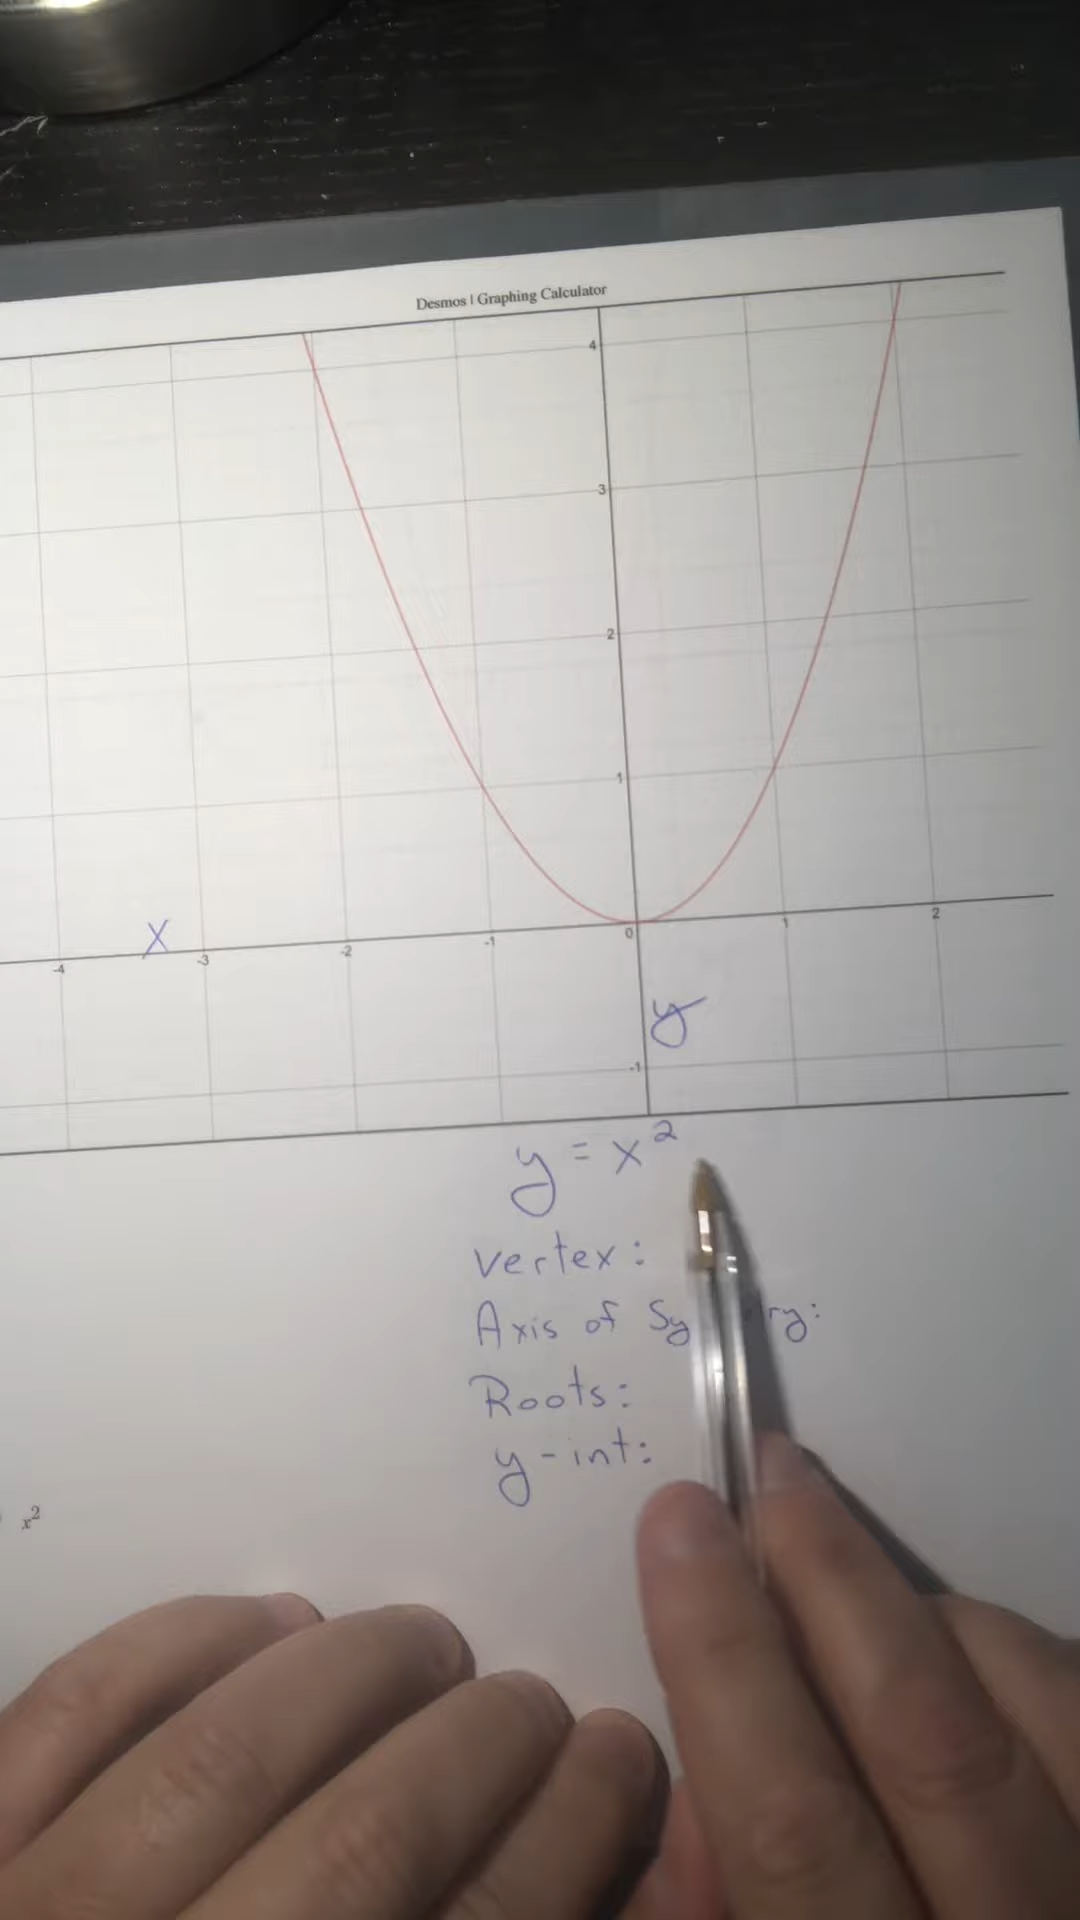 Desmos | Graphing Calculator
4
3
2
1
X
-4
-3
-2
-1
0
1
2
y
-1
y = x²
Vertex:
Axis of
Roots:
y-int:
x²